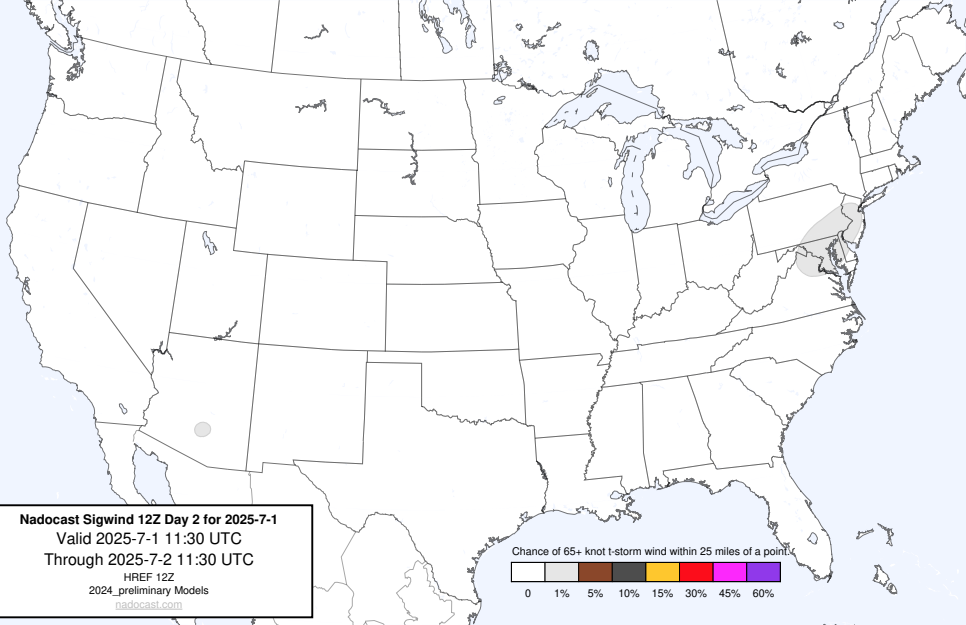 Nadocast Sigwind 12Z Day 2 for 2025-7-1
Valid 2025-7-1 11:30 UTC
Through 2025-7-2 11:30 UTC
HREF 12Z
2024_preliminary Models
nadocast.com
Chance of 65+ knot t-storm wind within 25 miles of a point.
0 1% 5% 10% 15% 30% 45% 60%